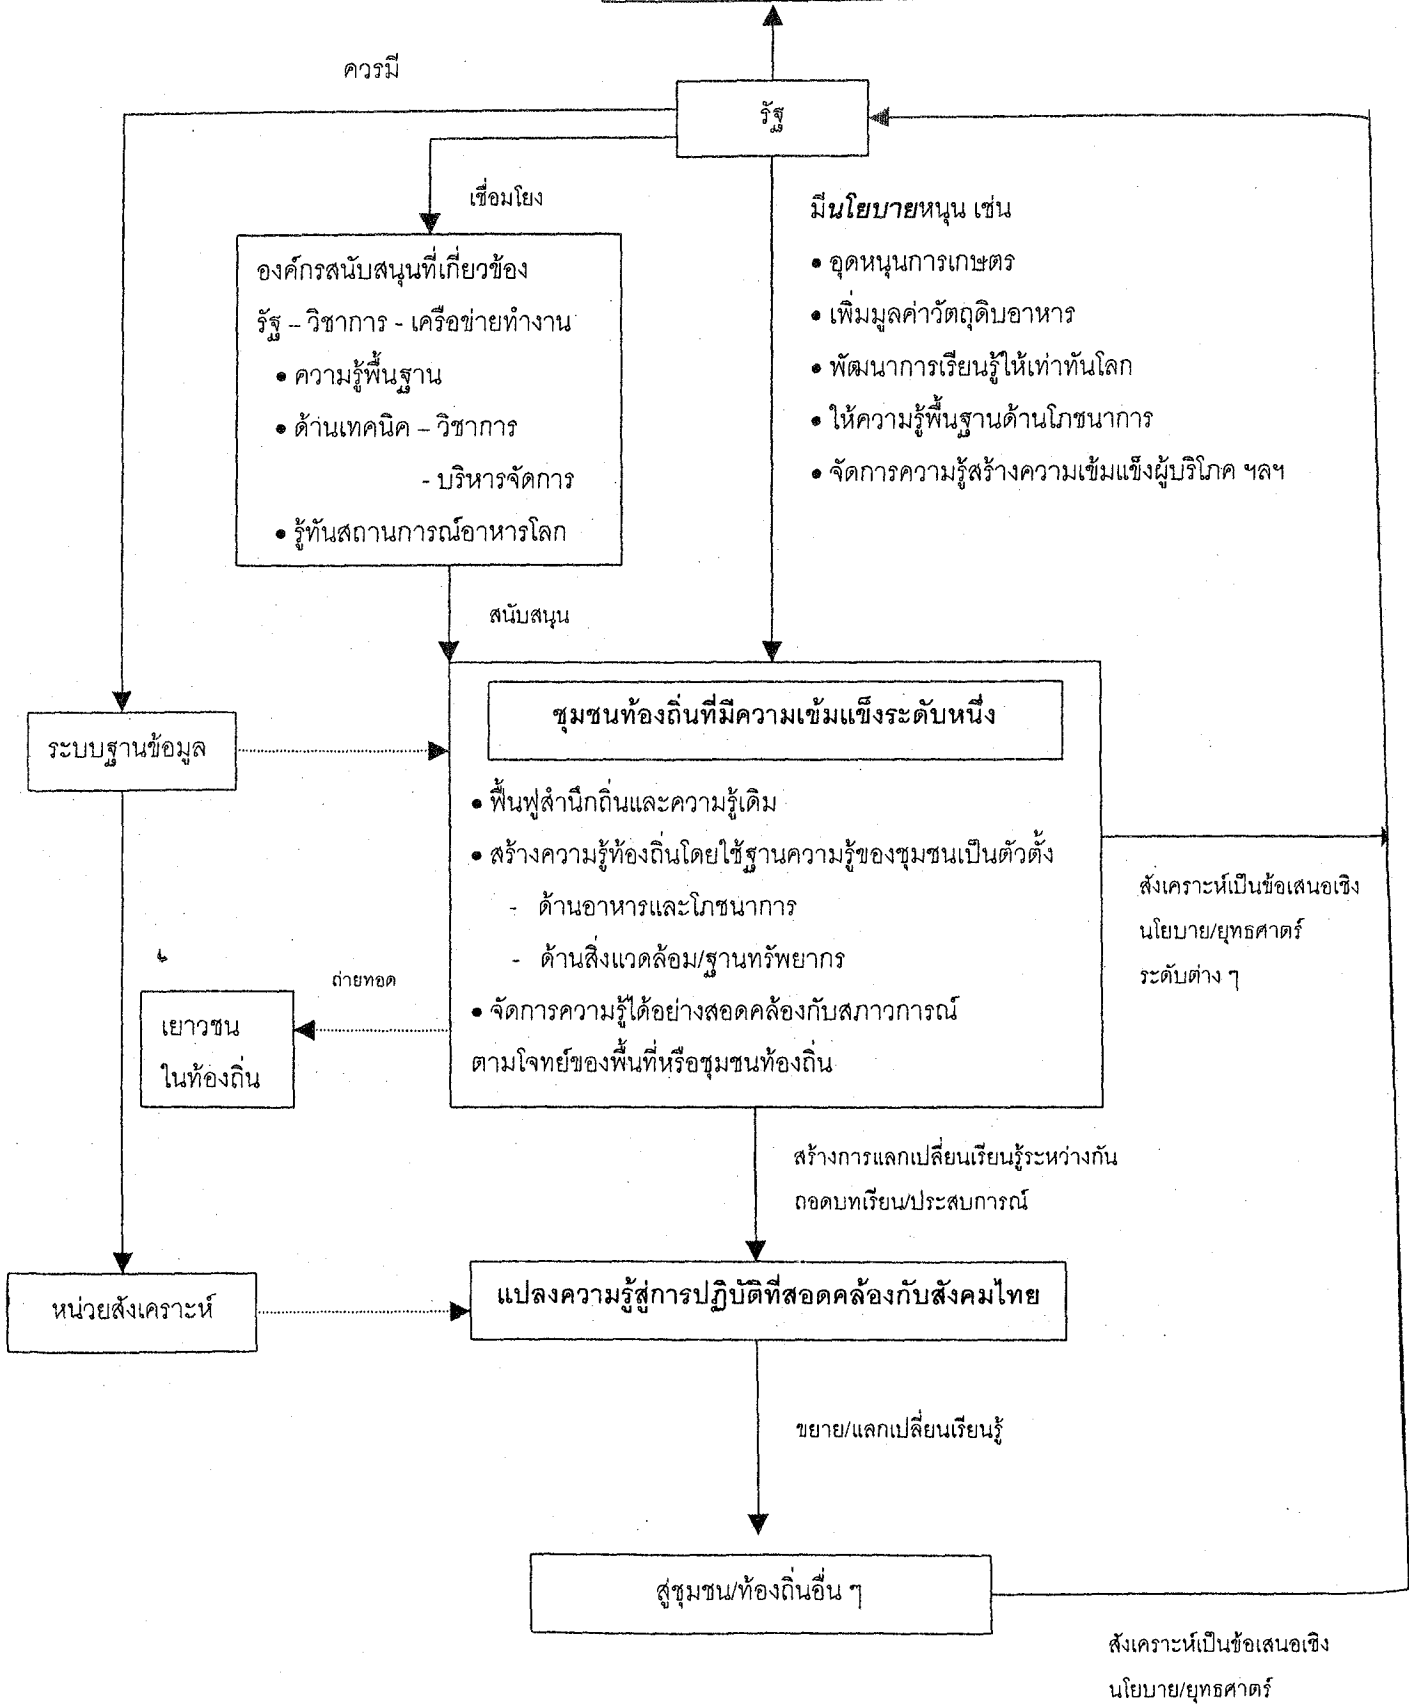 ควรมี
รัฐ
เชื่อมโยง
องค์กรสนับสนุนที่เกี่ยวข้อง
รัฐ – วิชาการ - เครือข่ายทำงาน
• ความรู้พื้นฐาน
• ด้านเทคนิค – วิชาการ
- บริหารจัดการ
• รู้ทันสถานการณ์อาหารโลก
มีนโยบายหนุน เช่น
• อุดหนุนการเกษตร
• เพิ่มมูลค่าวัตถุดิบอาหาร
• พัฒนาการเรียนรู้ให้เท่าทันโลก
• ให้ความรู้พื้นฐานด้านโภชนาการ
• จัดการความรู้สร้างความเข้มแข็งผู้บริโภค ฯลฯ
สนับสนุน
ระบบฐานข้อมูล
ชุมชนท้องถิ่นที่มีความเข้มแข็งระดับหนึ่ง
• ฟื้นฟูสำนึกถิ่นและความรู้เดิม
• สร้างความรู้ท้องถิ่นโดยใช้ฐานความรู้ของชุมชนเป็นตัวตั้ง
- ด้านอาหารและโภชนาการ
- ด้านสิ่งแวดล้อม/ฐานทรัพยากร
• จัดการความรู้ได้อย่างสอดคล้องกับสภาวการณ์
ตามโจทย์ของพื้นที่หรือชุมชนท้องถิ่น
สังเคราะห์เป็นข้อเสนอเชิง
นโยบาย/ยุทธศาตร์
ระดับต่าง ๆ
ถ่ายทอด
เยาวชน
ในท้องถิ่น
สร้างการแลกเปลี่ยนเรียนรู้ระหว่างกัน
ถอดบทเรียน/ประสบการณ์
หน่วยสังเคราะห์
แปลงความรู้สู่การปฏิบัติที่สอดคล้องกับสังคมไทย
ขยาย/แลกเปลี่ยนเรียนรู้
สู่ชุมชน/ท้องถิ่นอื่น ๆ
สังเคราะห์เป็นข้อเสนอเชิง
นโยบาย/ยุทธศาตร์